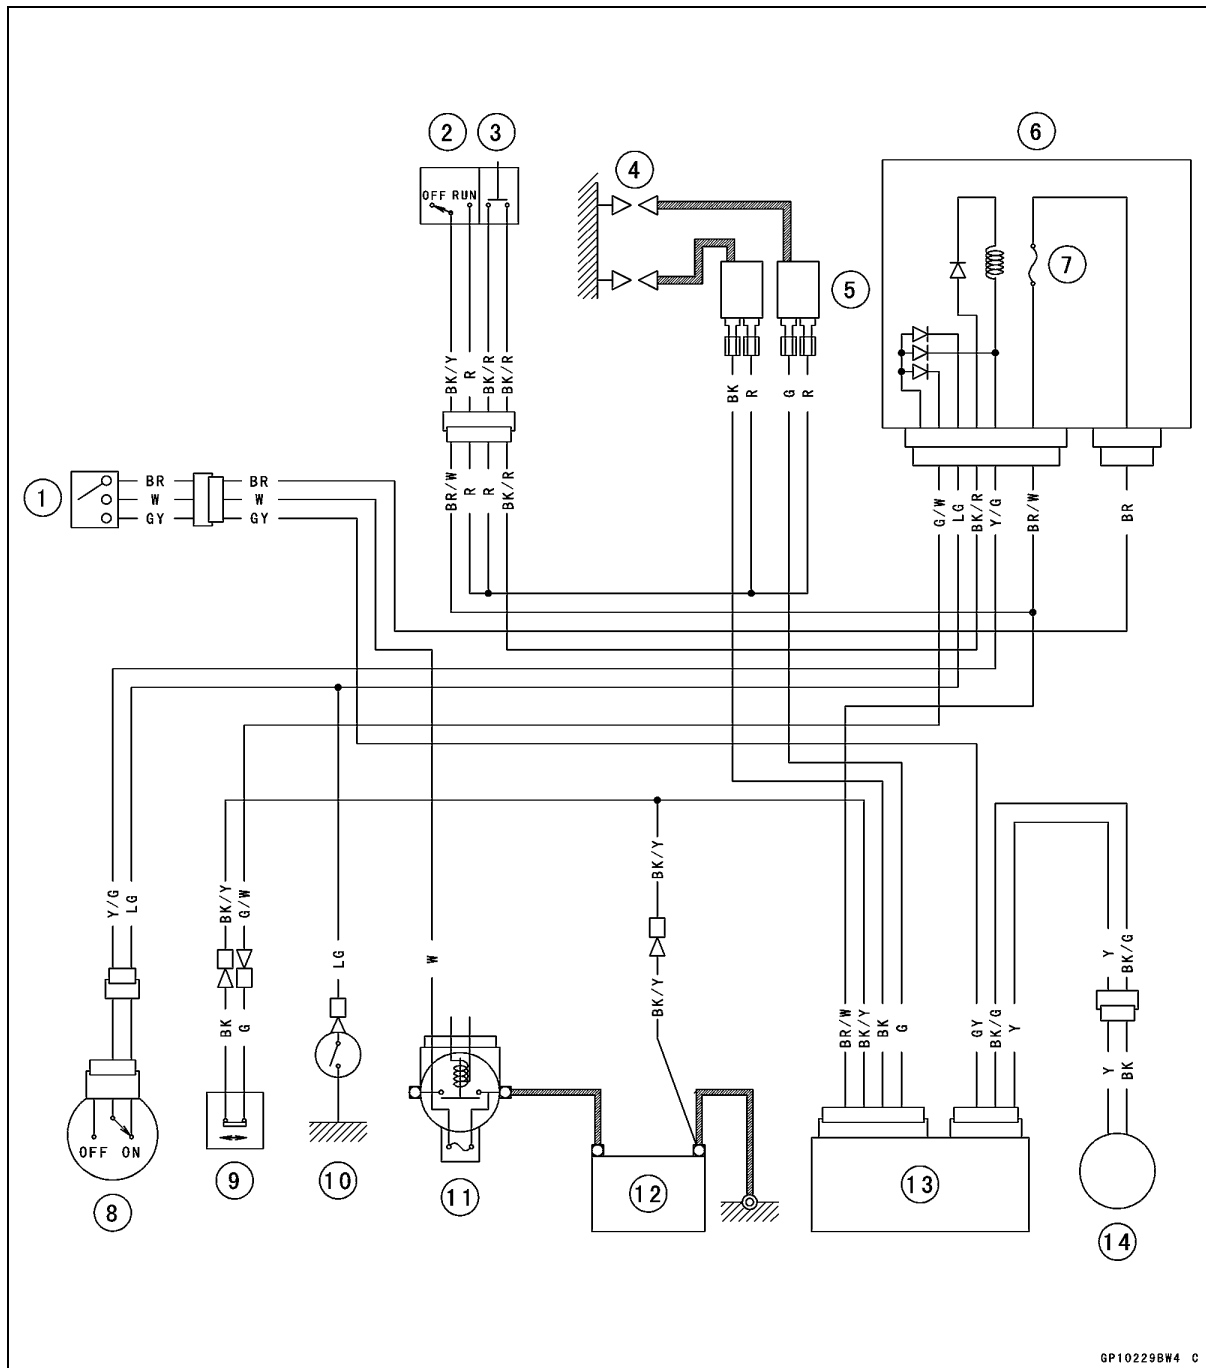 2 3
6
4
OFF RUN
7
5
BK/Y R BK/R BK/R
BK R G R
1
BR BR
W W
GY GY
BR/W R R BK/R
G/W LG BK/R Y/G BR/W BR
Y/G LG BK/Y G/W
LG W
BK/Y
BK/Y
BR/W BK/Y BK G
GY BK/G Y
Y BK/G
BK G
Y BK
OFF ON
8 9 10 11 12 13 14
GP10229BW4 C